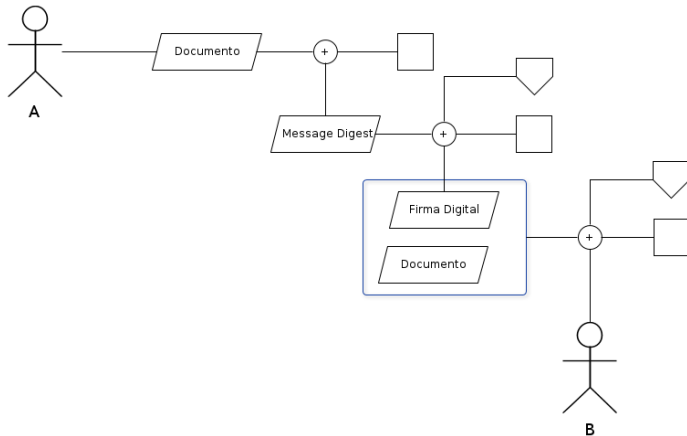 Documento
+
A
Message Digest
+
Firma Digital
+
Documento
B